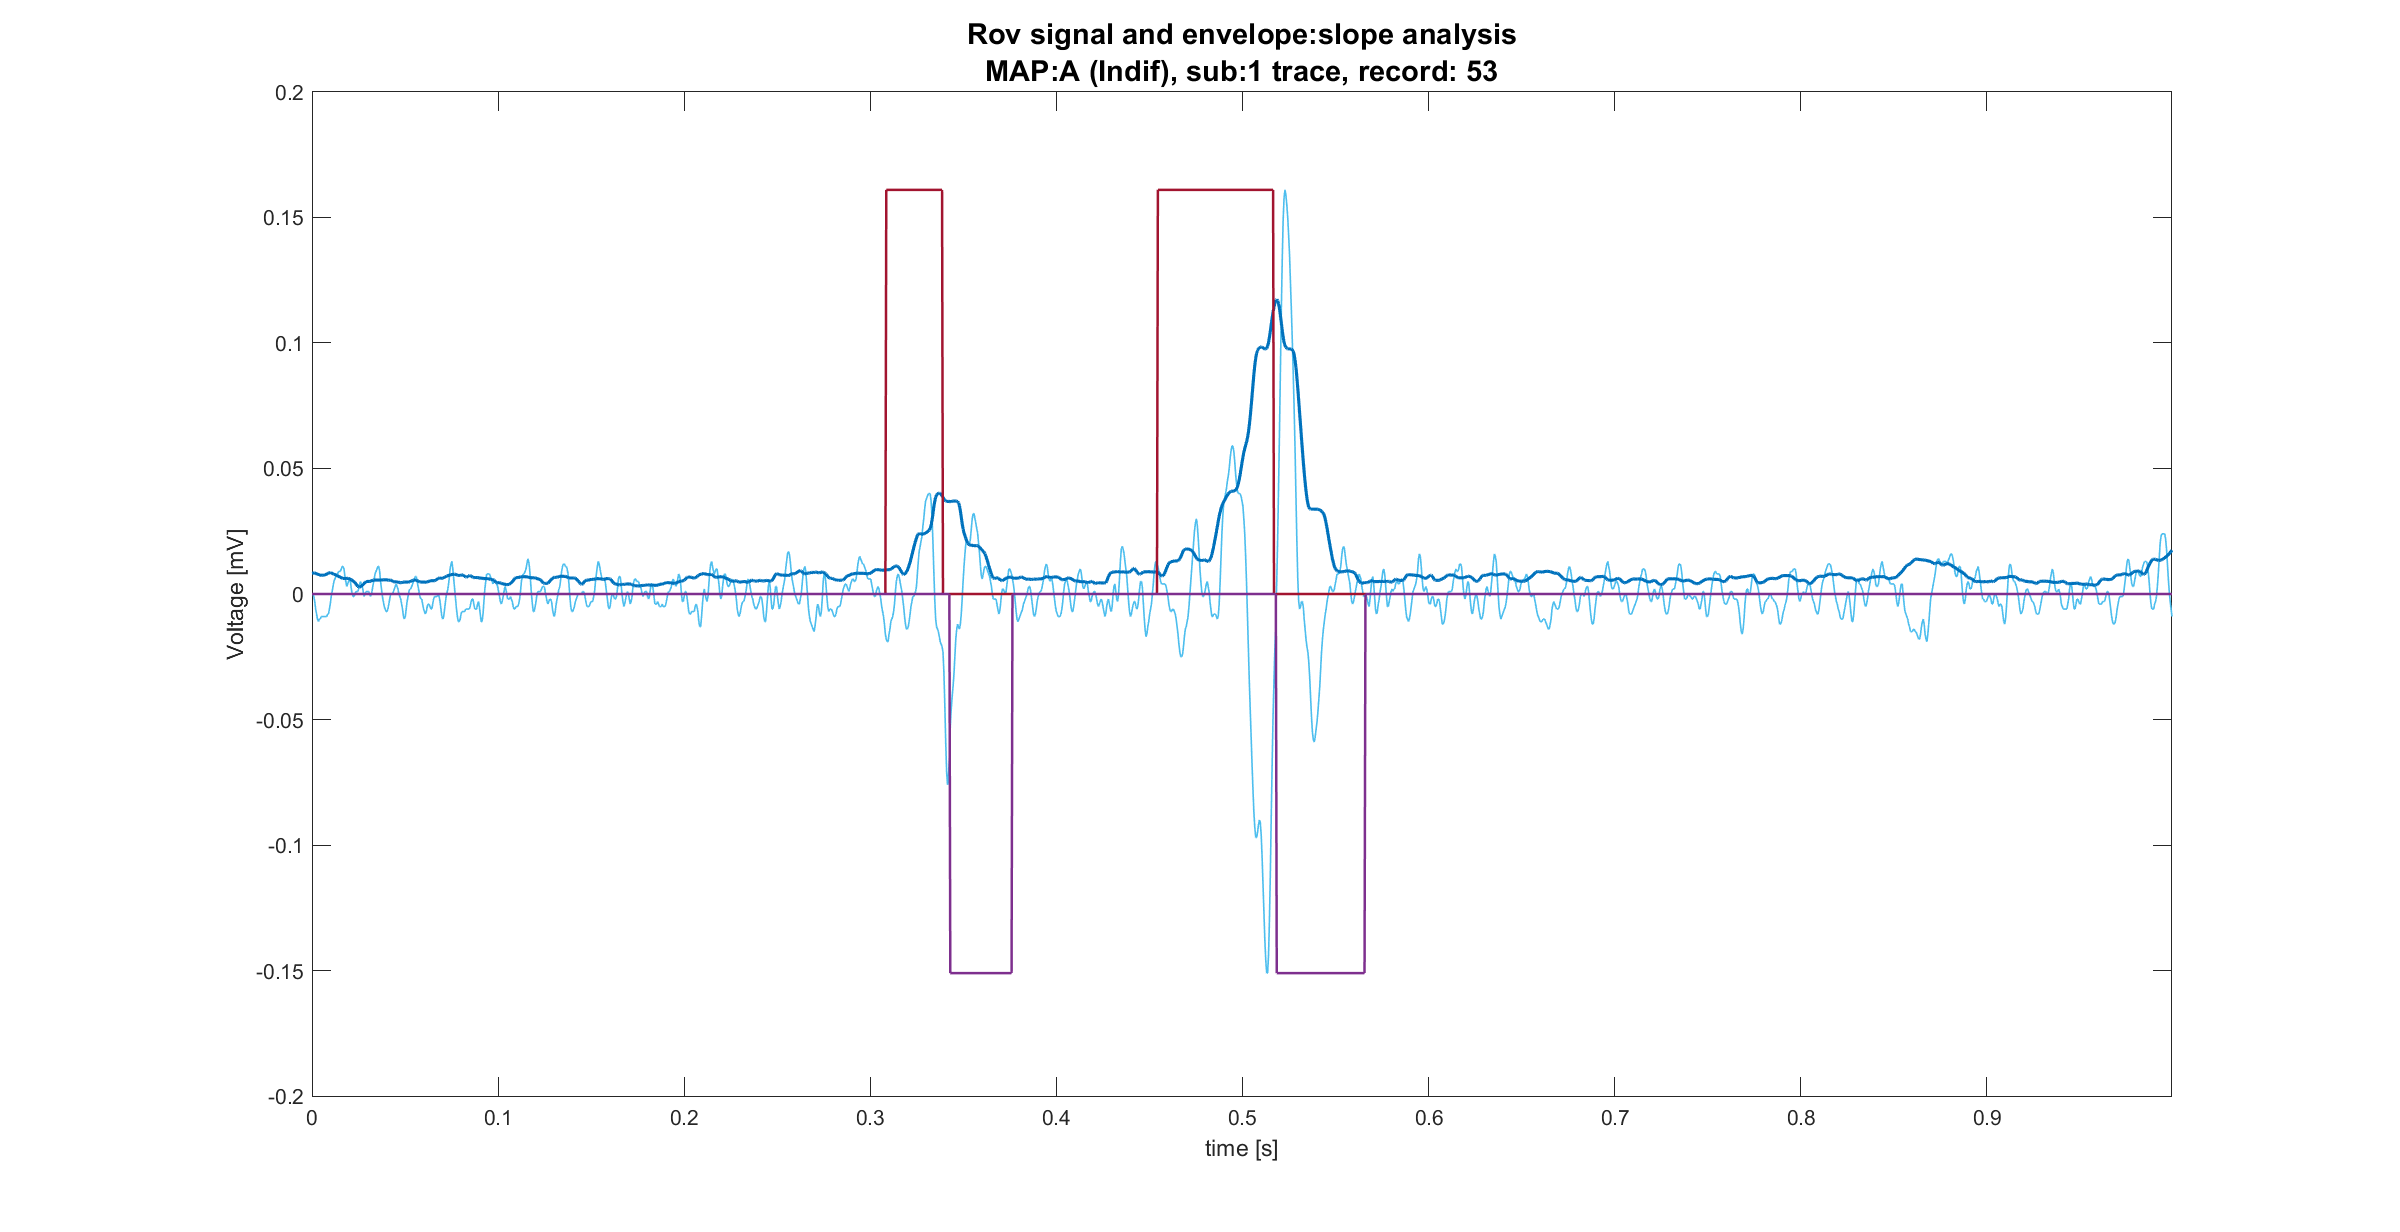 Rov signal and envelope:slope analysis
MAP:A (Indif), sub:1 trace, record: 53
0.2
0.15
0.1
0.05
0
-0.05
-0.1
-0.15
-0.2
Voltage [mV]
0 0.1 0.2 0.3 0.4 0.5 0.6 0.7 0.8 0.9
time [s]